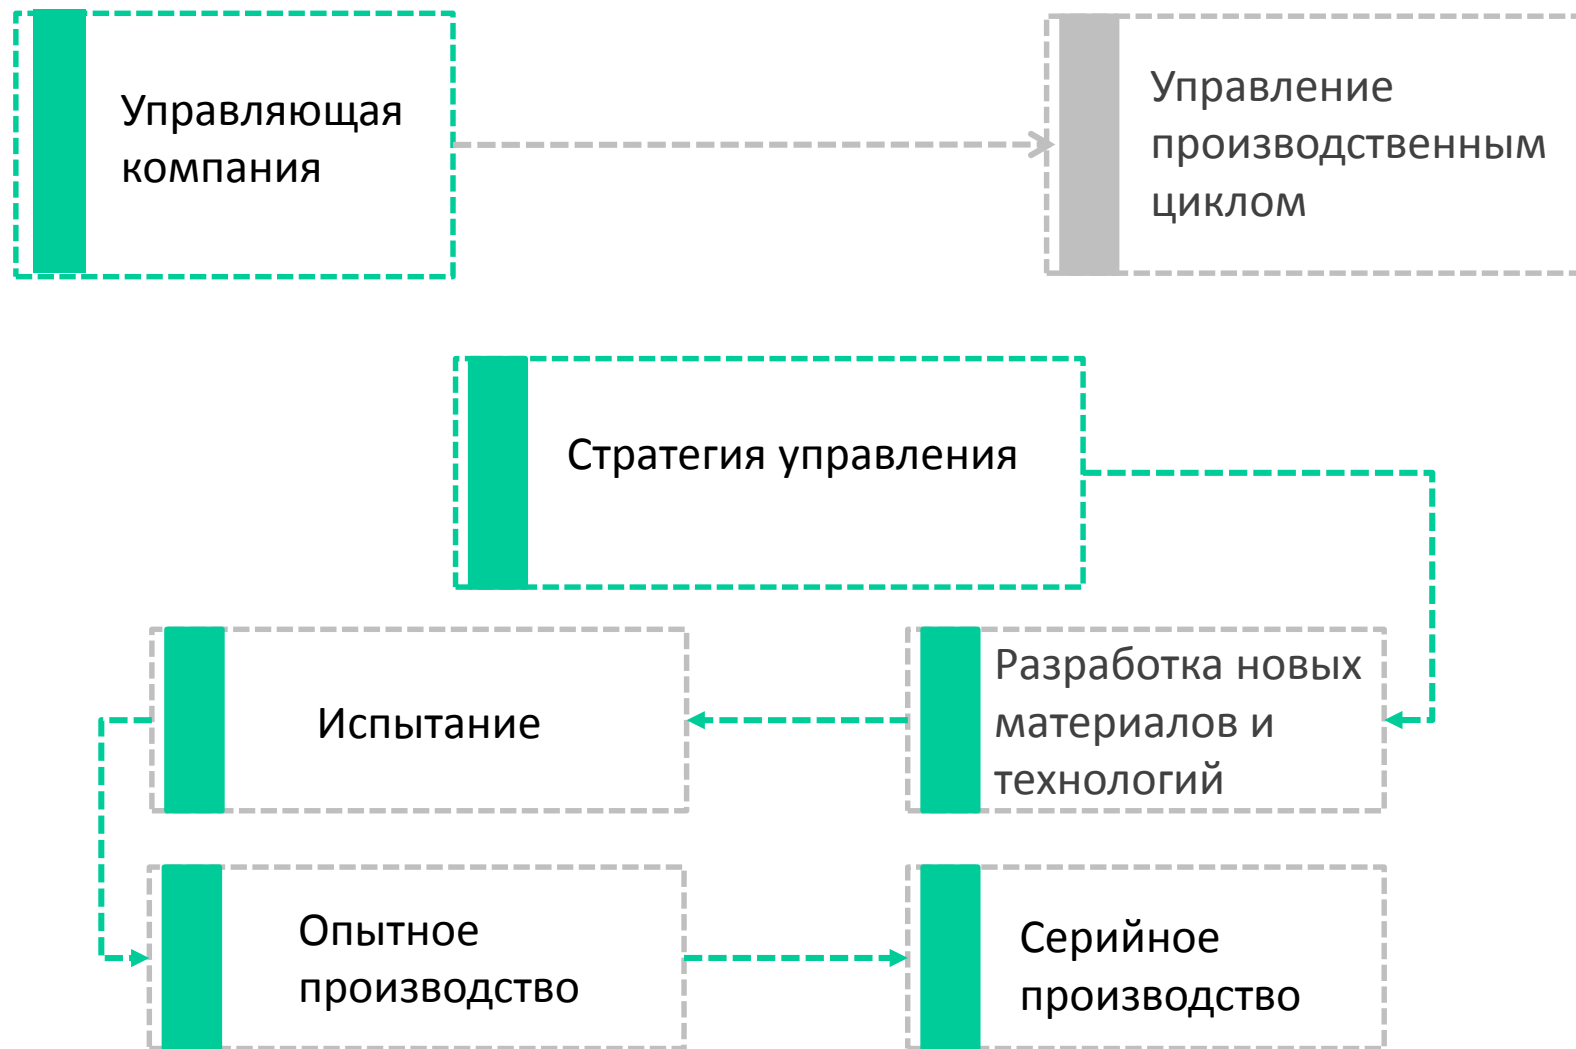 Управляющая
компания
Управление
производственным
циклом
Стратегия управления
Испытание
Разработка новых
материалов и
технологий
Опытное
производство
Серийное
производство